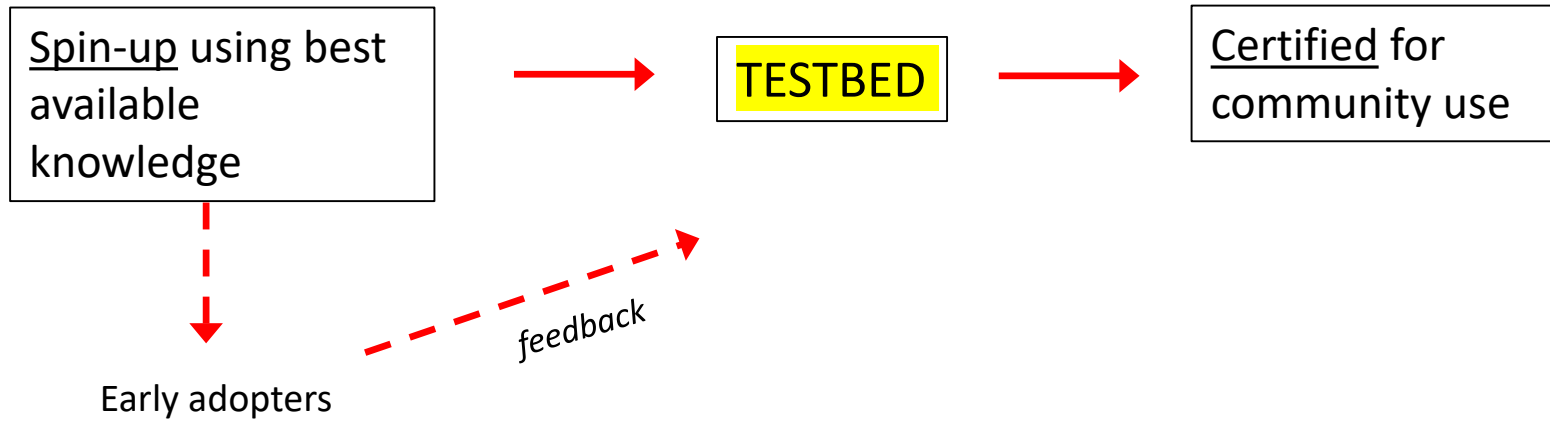 Spin-up using best
available
knowledge
TESTBED
Certified for
community use
feedback
Early adopters